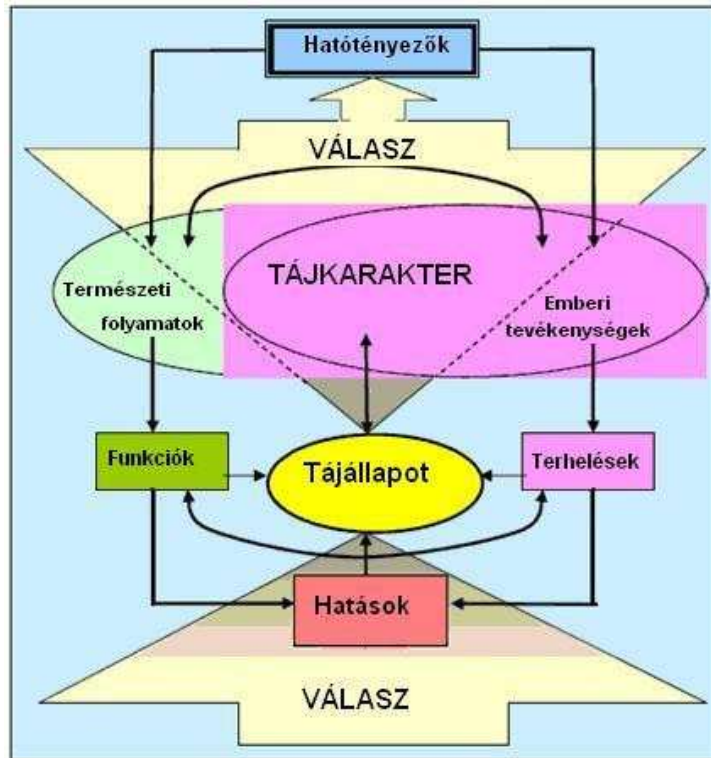 Hatótényezők
VÁLASZ
TÁJKARAKTER
Természeti
folyamatok
Emberi
tevékenységek
Funkciók
Tájállapot
Terhelések
Hatások
VÁLASZ